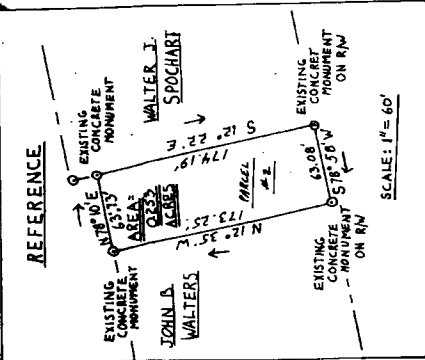 REFERENCE
EXISTING
CONCRETE
MONUMENT
N 78° 10' E
63.73'
AREA=
0.253
ACRES
WALTER J.
SPOCHART
S 12° 22' E
174.19'
EXISTING
CONCRETE
MONUMENT
JOHN B.
WALTERS
N 12° 35' W
173.25'
PARCEL
#2
EXISTING
CONCRET
MONUMENT
ON R/W
63.08'
S 78° 58' W
EXISTING
CONCRETE
MONUMENT
ON R/W
SCALE: 1" = 60'